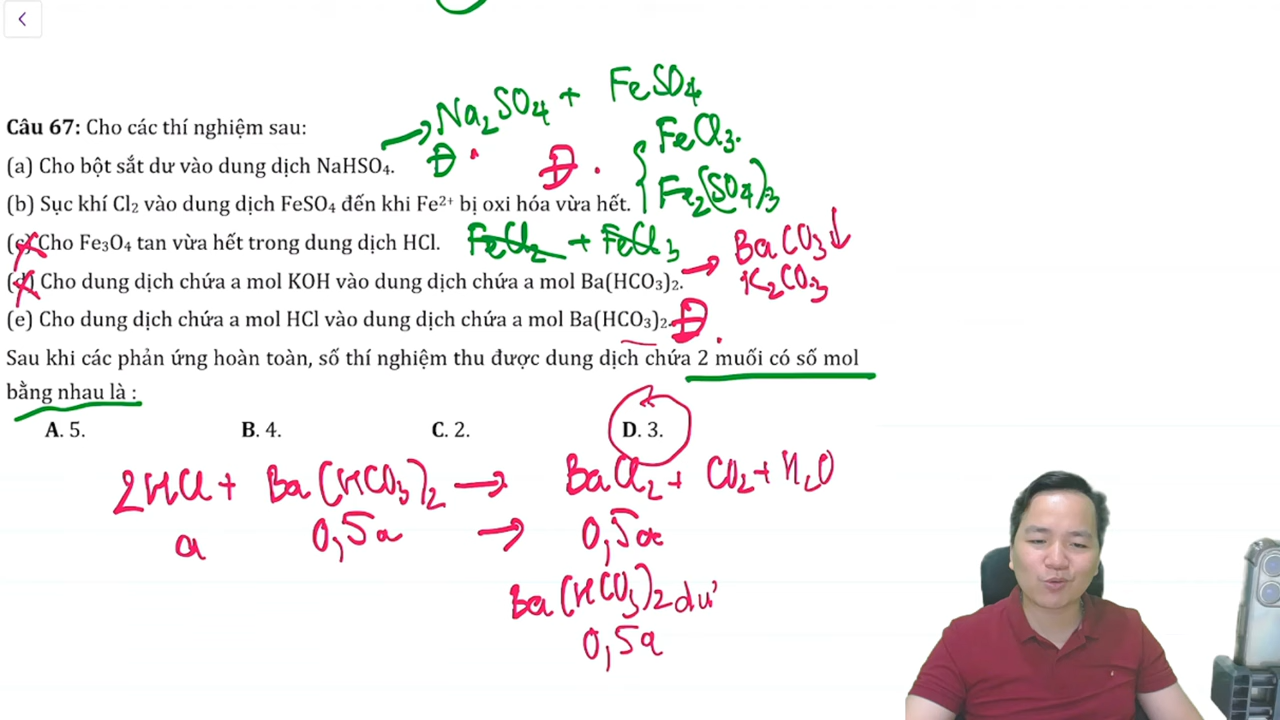 → Na₂SO₄ + FeSO₄
Câu 67: Cho các thí nghiệm sau:
(a) Cho bột sắt dư vào dung dịch NaHSO₄. Đ. Đ. FeCl₃.
(b) Sục khí Cl₂ vào dung dịch FeSO₄ đến khi Fe²⁺ bị oxi hóa vừa hết. Fe₂(SO₄)₃
(c) Cho Fe₃O₄ tan vừa hết trong dung dịch HCl. FeCl₂ + FeCl₃
→ BaCO₃↓
(d) Cho dung dịch chứa a mol KOH vào dung dịch chứa a mol Ba(HCO₃)₂. K₂CO₃
(e) Cho dung dịch chứa a mol HCl vào dung dịch chứa a mol Ba(HCO₃)₂. Đ.
Sau khi các phản ứng hoàn toàn, số thí nghiệm thu được dung dịch chứa 2 muối có số mol
bằng nhau là :
A. 5. B. 4. C. 2. D. 3.
2HCl + Ba(HCO₃)₂ → BaCl₂ + CO₂ + H₂O
a 0,5a → 0,5a
Ba(HCO₃)₂ dư
0,5a